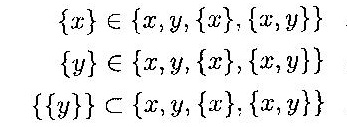 {x} ∈ {x, y, {x}, {x, y}}
{y} ∈ {x, y, {x}, {x, y}}
{{y}} ⊂ {x, y, {x}, {x, y}}